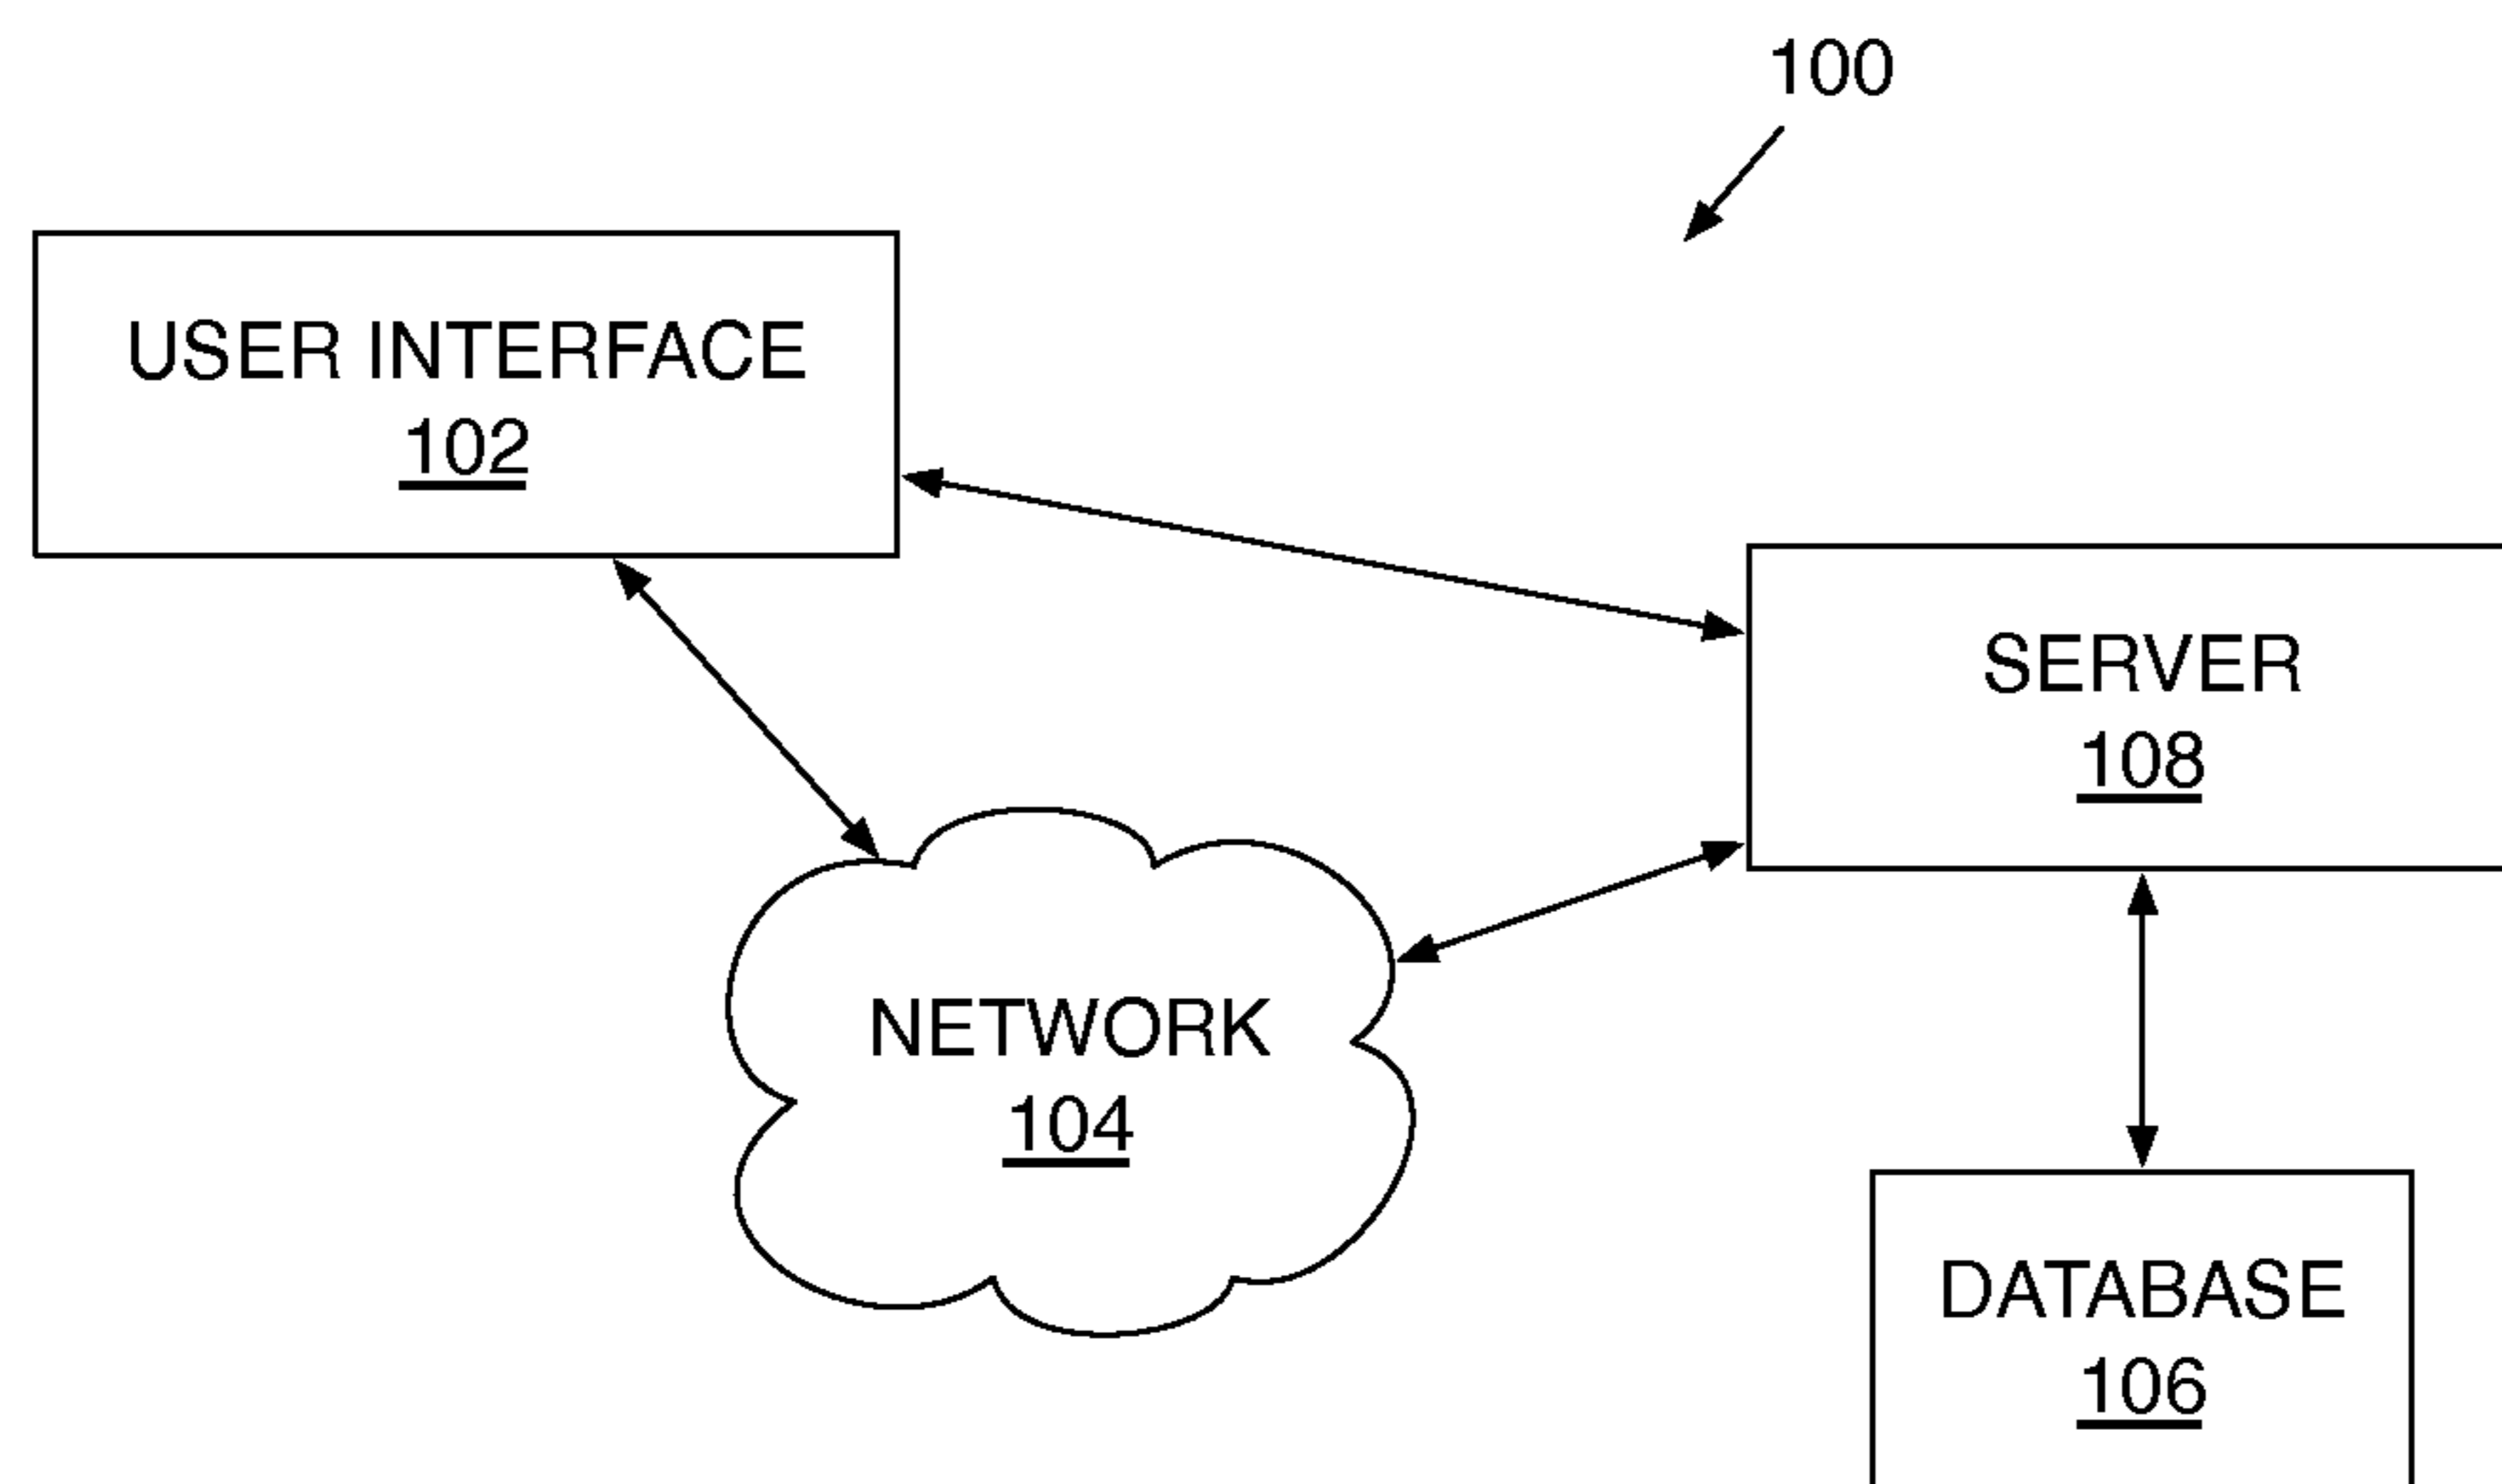 100
USER INTERFACE
102
SERVER
108
NETWORK
104
DATABASE
106